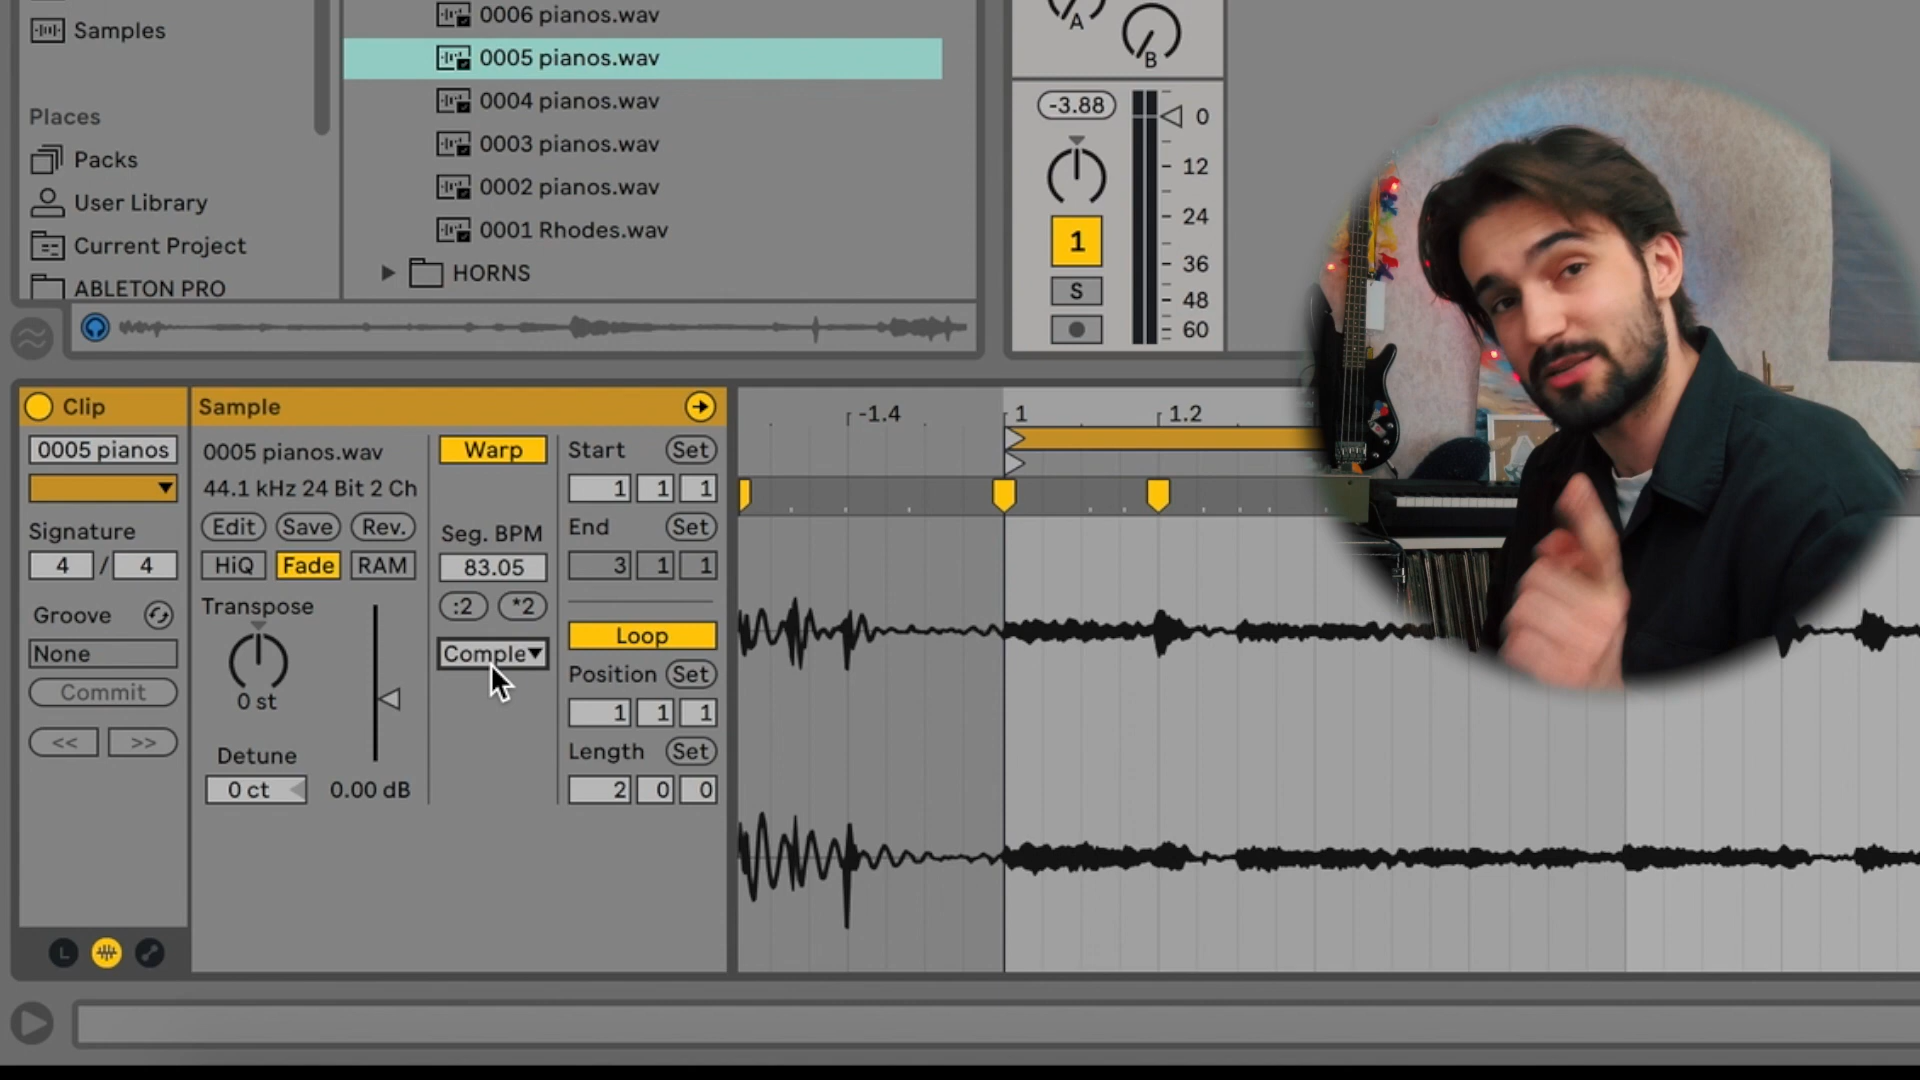 Samples
Places
Packs
User Library
Current Project
ABLETON PRO
0006 pianos.wav
0005 pianos.wav
0004 pianos.wav
0003 pianos.wav
0002 pianos.wav
0001 Rhodes.wav
HORNS
A
B
-3.88
0
12
24
36
48
60
1
S
Clip
0005 pianos
Signature
4 / 4
Groove
None
Commit
<< >>
L
Sample
0005 pianos.wav
44.1 kHz 24 Bit 2 Ch
Edit Save Rev.
HiQ Fade RAM
Transpose
0 st
Detune
0 ct 0.00 dB
Warp
Seg. BPM
83.05
:2 *2
Comple
Start Set
1 1 1
End Set
3 1 1
Loop
Position Set
1 1 1
Length Set
2 0 0
-1.4 1 1.2